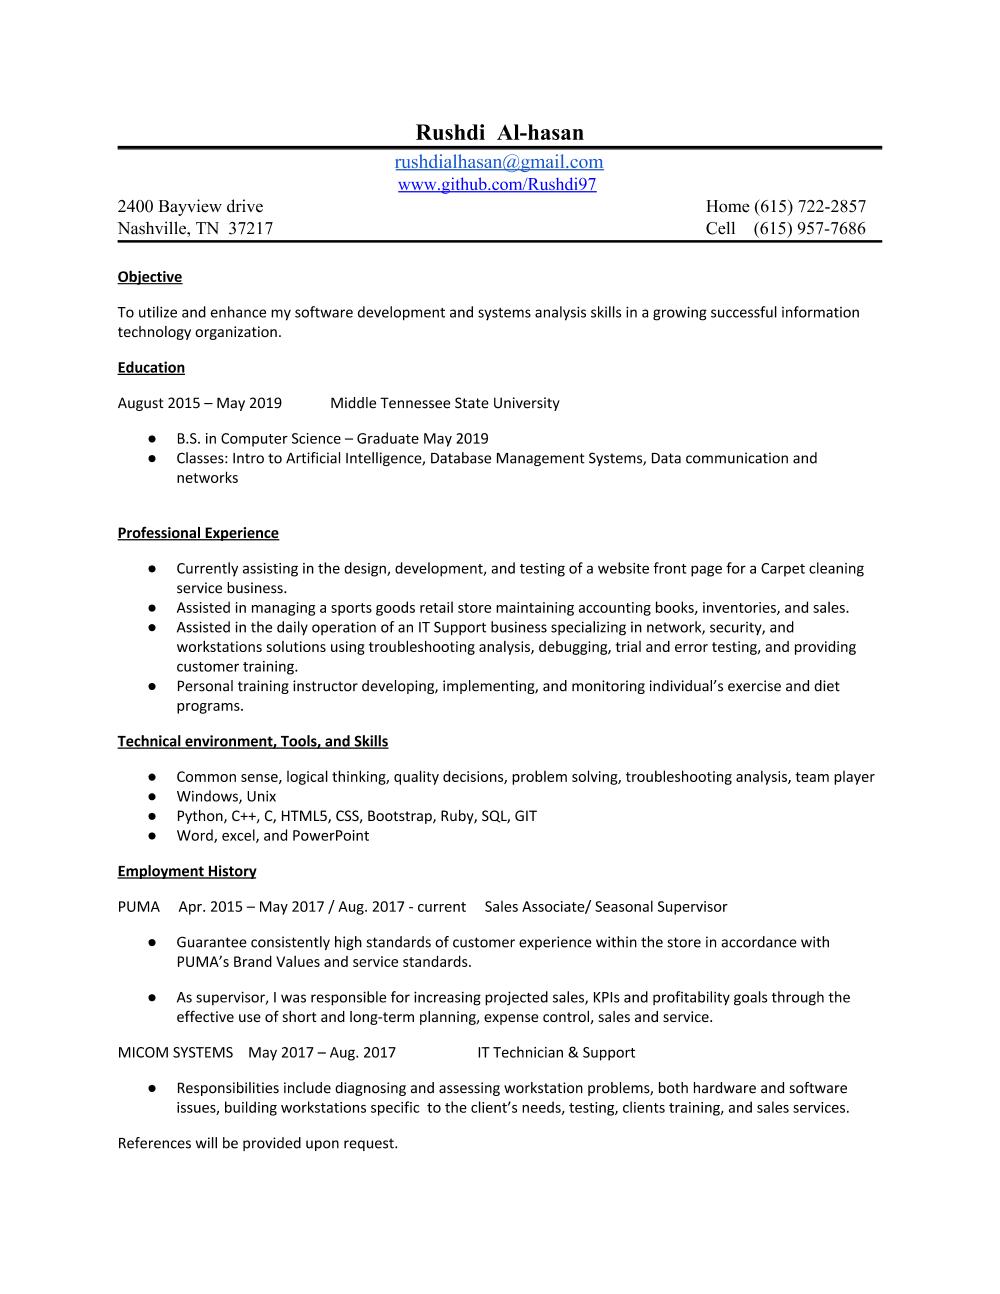 Rushdi Al-hasan
rushdialhasan@gmail.com
www.github.com/Rushdi97
2400 Bayview drive Home (615) 722-2857
Nashville, TN 37217 Cell (615) 957-7686
Objective
To utilize and enhance my software development and systems analysis skills in a growing successful information
technology organization.
Education
August 2015 – May 2019 Middle Tennessee State University
● B.S. in Computer Science – Graduate May 2019
● Classes: Intro to Artificial Intelligence, Database Management Systems, Data communication and
networks
Professional Experience
● Currently assisting in the design, development, and testing of a website front page for a Carpet cleaning
service business.
● Assisted in managing a sports goods retail store maintaining accounting books, inventories, and sales.
● Assisted in the daily operation of an IT Support business specializing in network, security, and
workstations solutions using troubleshooting analysis, debugging, trial and error testing, and providing
customer training.
● Personal training instructor developing, implementing, and monitoring individual’s exercise and diet
programs.
Technical environment, Tools, and Skills
● Common sense, logical thinking, quality decisions, problem solving, troubleshooting analysis, team player
● Windows, Unix
● Python, C++, C, HTML5, CSS, Bootstrap, Ruby, SQL, GIT
● Word, excel, and PowerPoint
Employment History
PUMA Apr. 2015 – May 2017 / Aug. 2017 - current Sales Associate/ Seasonal Supervisor
● Guarantee consistently high standards of customer experience within the store in accordance with
PUMA’s Brand Values and service standards.
● As supervisor, I was responsible for increasing projected sales, KPIs and profitability goals through the
effective use of short and long-term planning, expense control, sales and service.
MICOM SYSTEMS May 2017 – Aug. 2017 IT Technician & Support
● Responsibilities include diagnosing and assessing workstation problems, both hardware and software
issues, building workstations specific to the client’s needs, testing, clients training, and sales services.
References will be provided upon request.